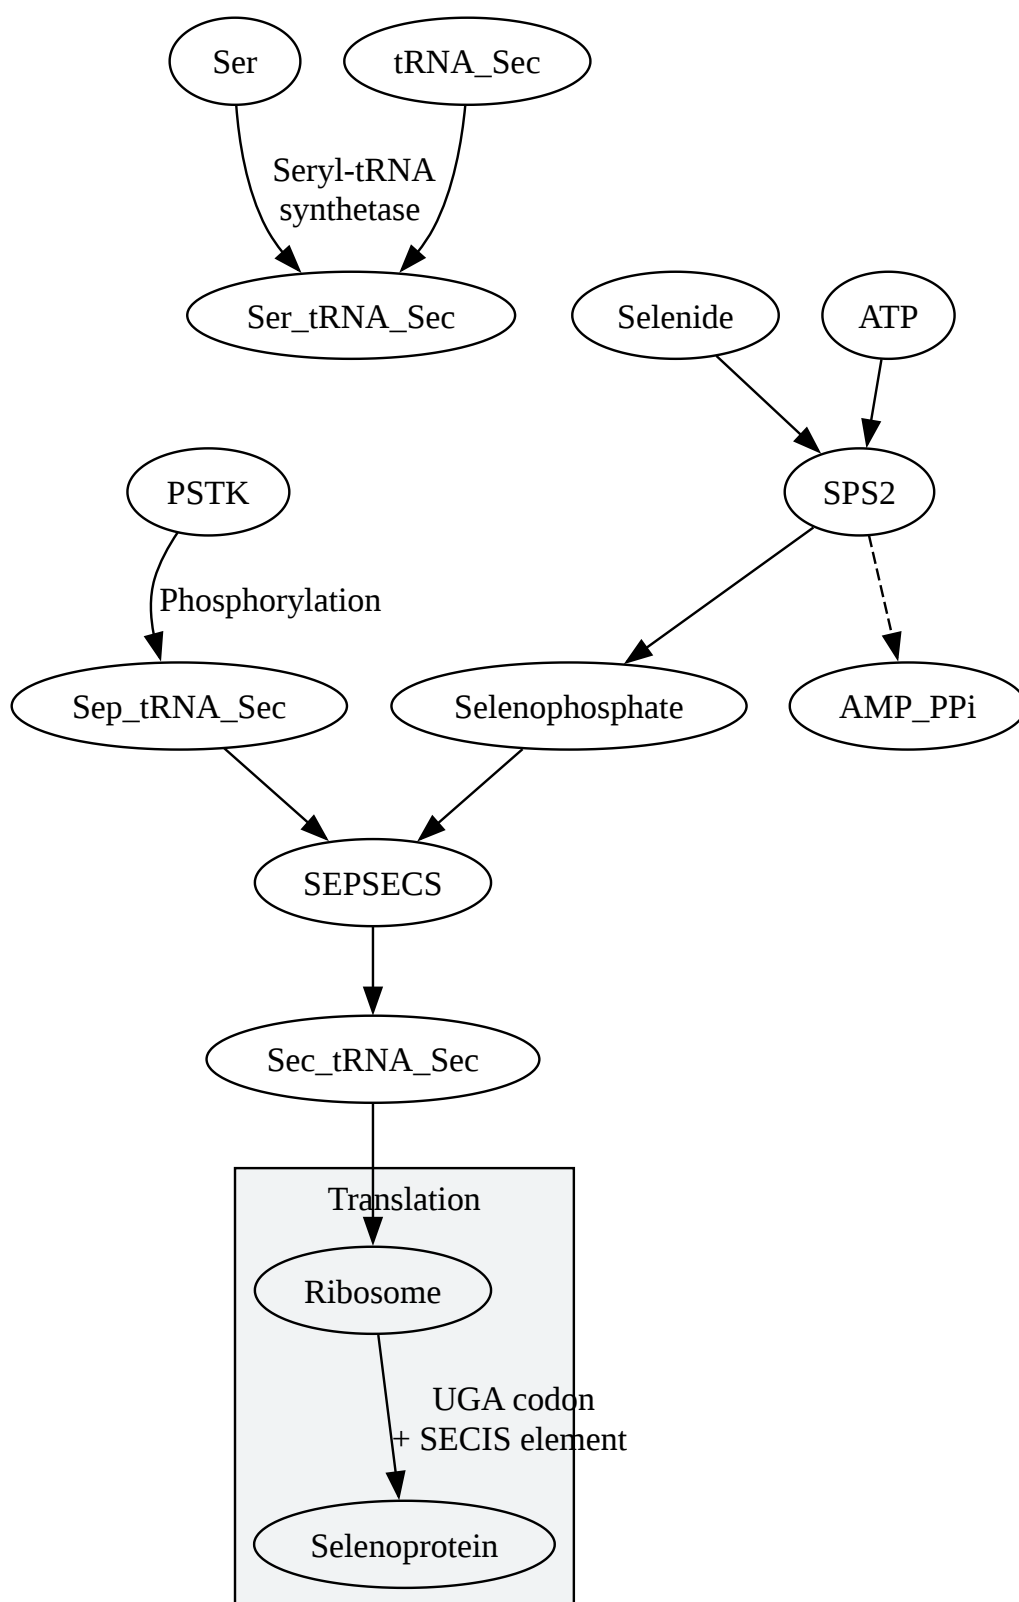 Ser
tRNA_Sec
Seryl-tRNA
synthetase
Ser_tRNA_Sec
Selenide
ATP
PSTK
SPS2
Phosphorylation
Sep_tRNA_Sec
Selenophosphate
AMP_PPi
SEPSECS
Sec_tRNA_Sec
Translation
Ribosome
UGA codon
+ SECIS element
Selenoprotein